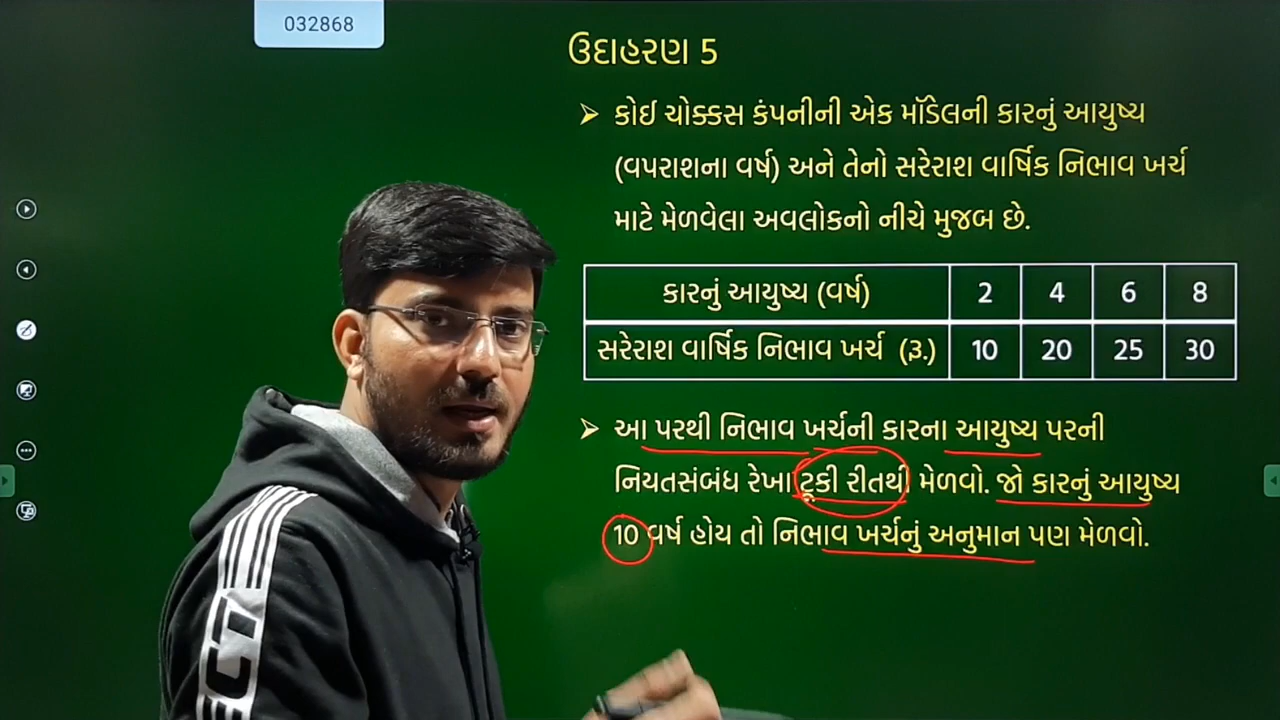 032868
ઉદાહરણ 5
➢ કોઈ ચોક્કસ કંપનીની એક મૉડેલની કારનું આયુષ્ય
(વપરાશના વર્ષ) અને તેનો સરેરાશ વાર્ષિક નિભાવ ખર્ચ
માટે મેળવેલા અવલોકનો નીચે મુજબ છે.
કારનું આયુષ્ય (વર્ષ) 2 4 6 8
સરેરાશ વાર્ષિક નિભાવ ખર્ચ (રૂ.) 10 20 25 30
➢ આ પરથી નિભાવ ખર્ચની કારના આયુષ્ય પરની
નિયતસંબંધ રેખા ટૂકી રીતથી મેળવો. જો કારનું આયુષ્ય
10 વર્ષ હોય તો નિભાવ ખર્ચનું અનુમાન પણ મેળવો.